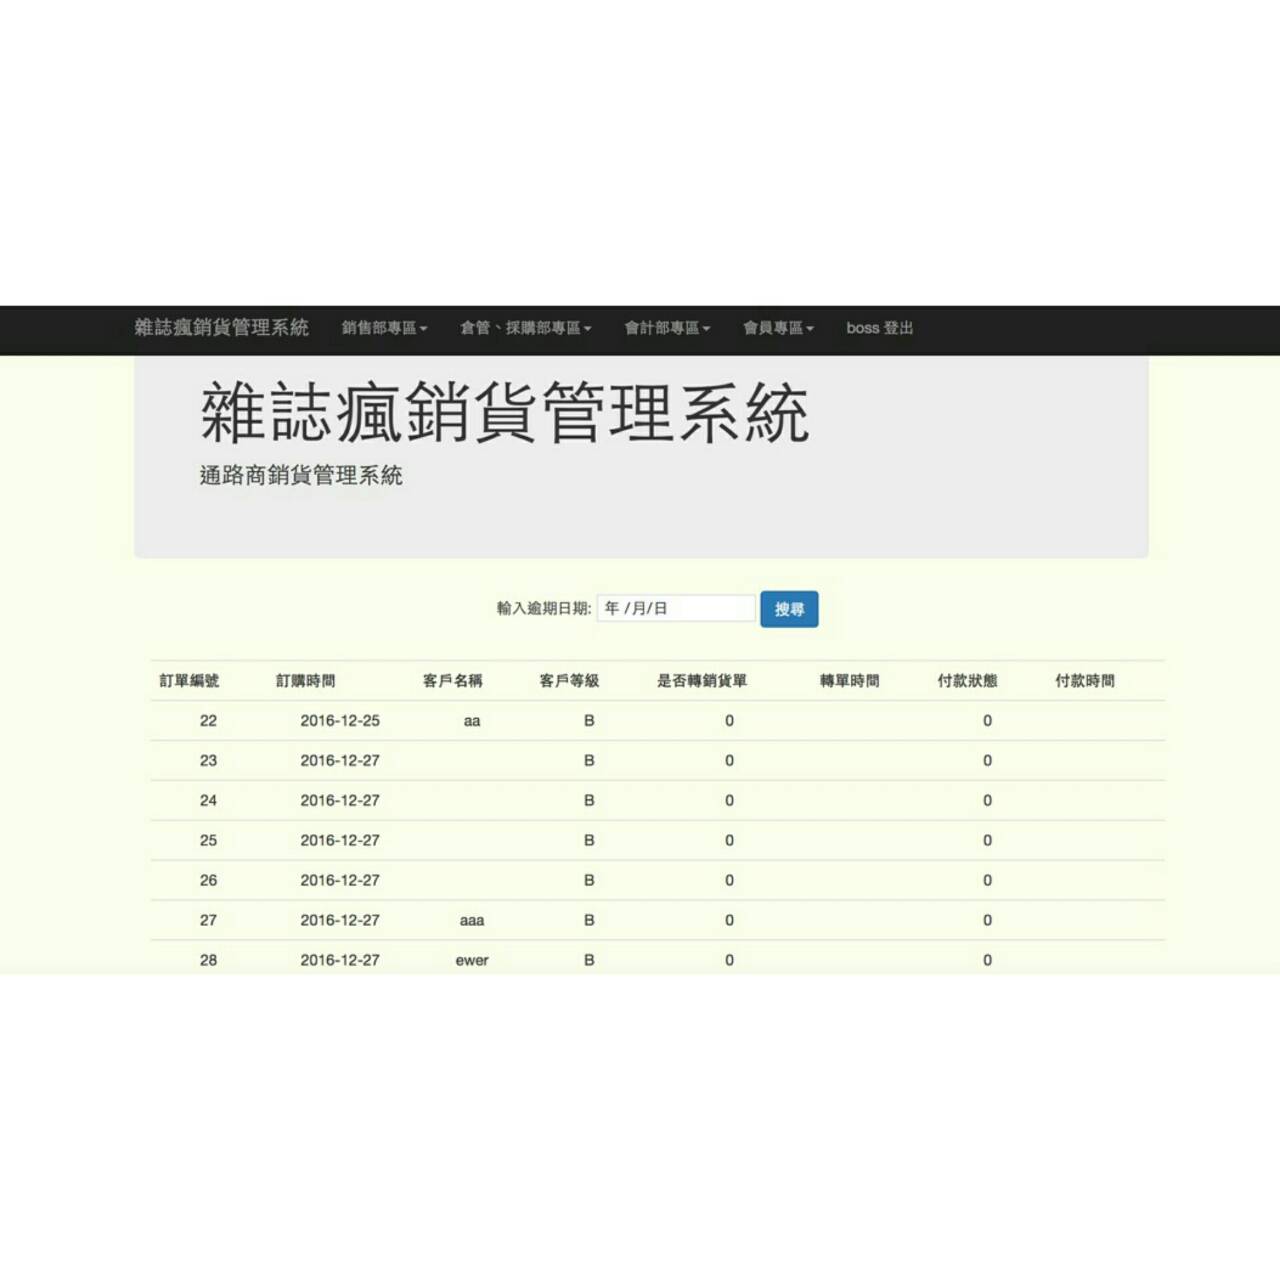 雜誌瘋銷貨管理系統 銷售部專區 倉管、採購部專區 會計部專區 會員專區 boss 登出
雜誌瘋銷貨管理系統
通路商銷貨管理系統
輸入逾期日期: 年 /月/日 搜尋
訂單編號 訂購時間 客戶名稱 客戶等級 是否轉銷貨單 轉單時間 付款狀態 付款時間
22 2016-12-25 aa B 0 0
23 2016-12-27 B 0 0
24 2016-12-27 B 0 0
25 2016-12-27 B 0 0
26 2016-12-27 B 0 0
27 2016-12-27 aaa B 0 0
28 2016-12-27 ewer B 0 0